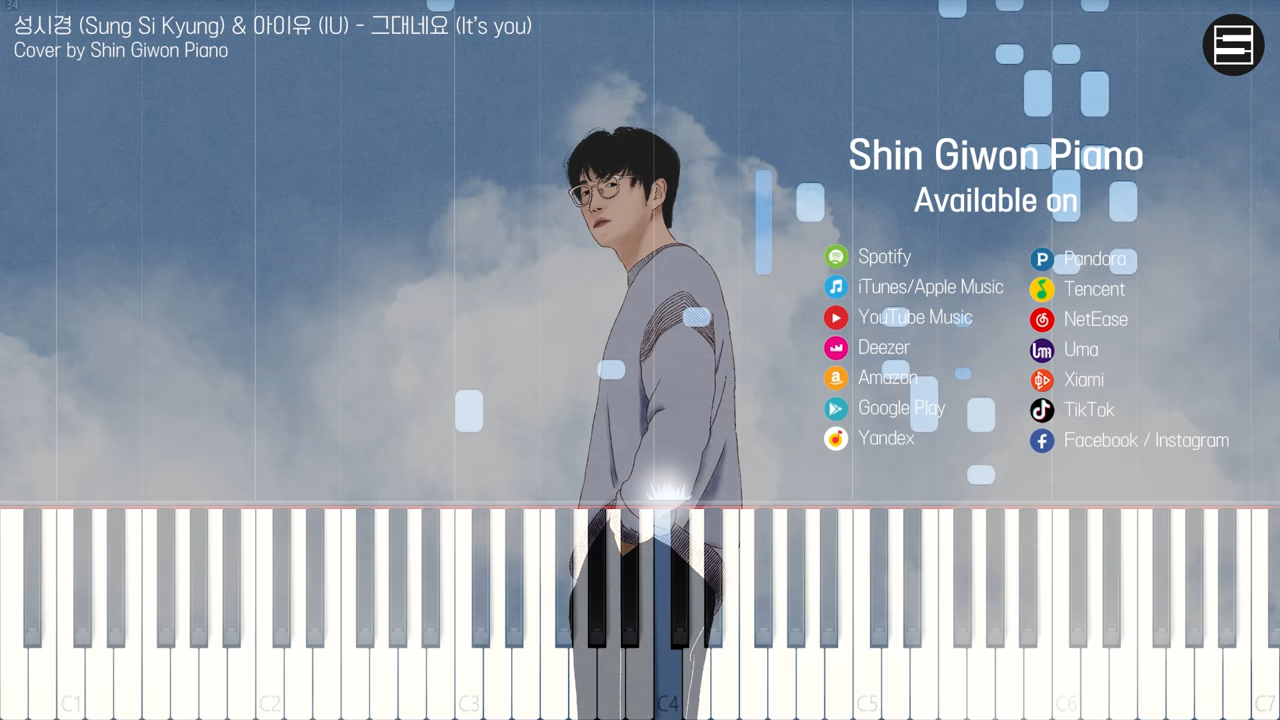 34
성시경 (Sung Si Kyung) & 아이유 (IU) - 그대네요 (It's you)
Cover by Shin Giwon Piano
Shin Giwon Piano
Available on
Spotify
iTunes/Apple Music
YouTube Music
Deezer
Amazon
Google Play
Yandex
Pandora
Tencent
NetEase
Uma
Xiami
TikTok
Facebook / Instagram
C1
C2
C3
C4
C5
C6
C7